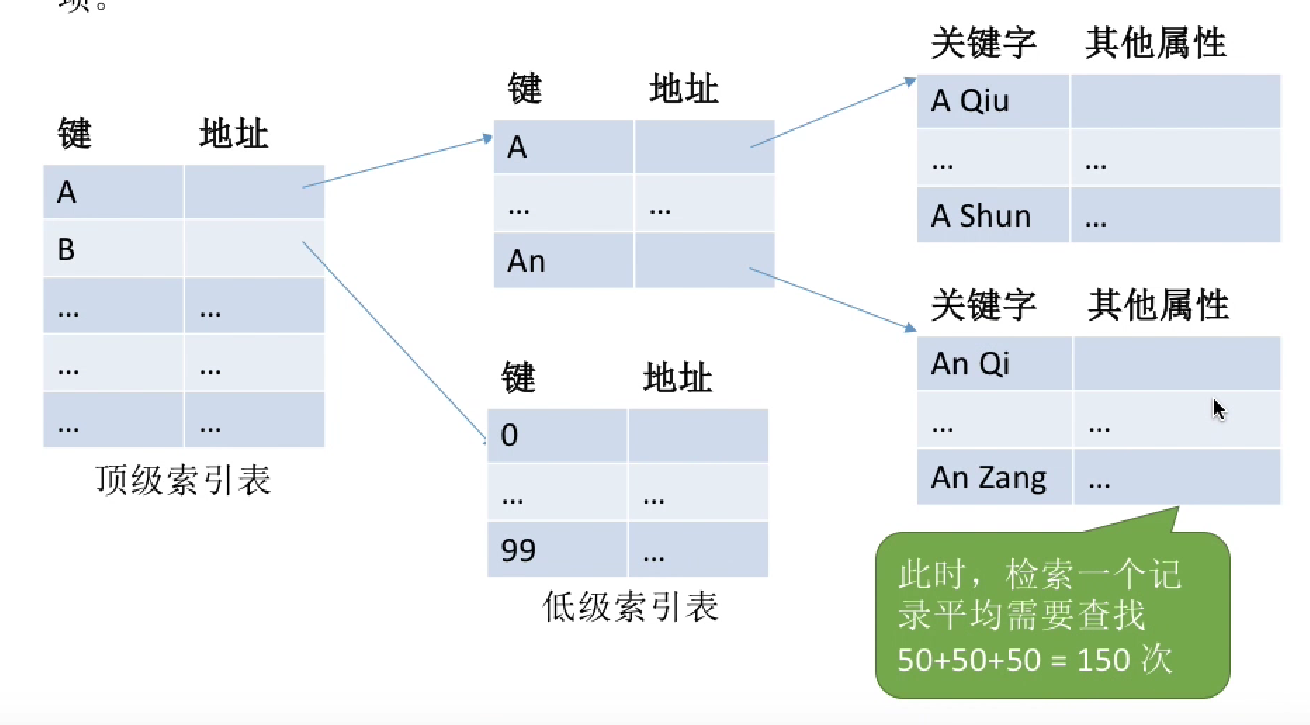 项。
键 地址
A
B
... ...
... ...
... ...
顶级索引表
键 地址
A
... ...
An
键 地址
0
... ...
99 ...
低级索引表
关键字 其他属性
A Qiu
... ...
A Shun ...
关键字 其他属性
An Qi
... ...
An Zang ...
此时，检索一个记
录平均需要查找
50+50+50 = 150 次